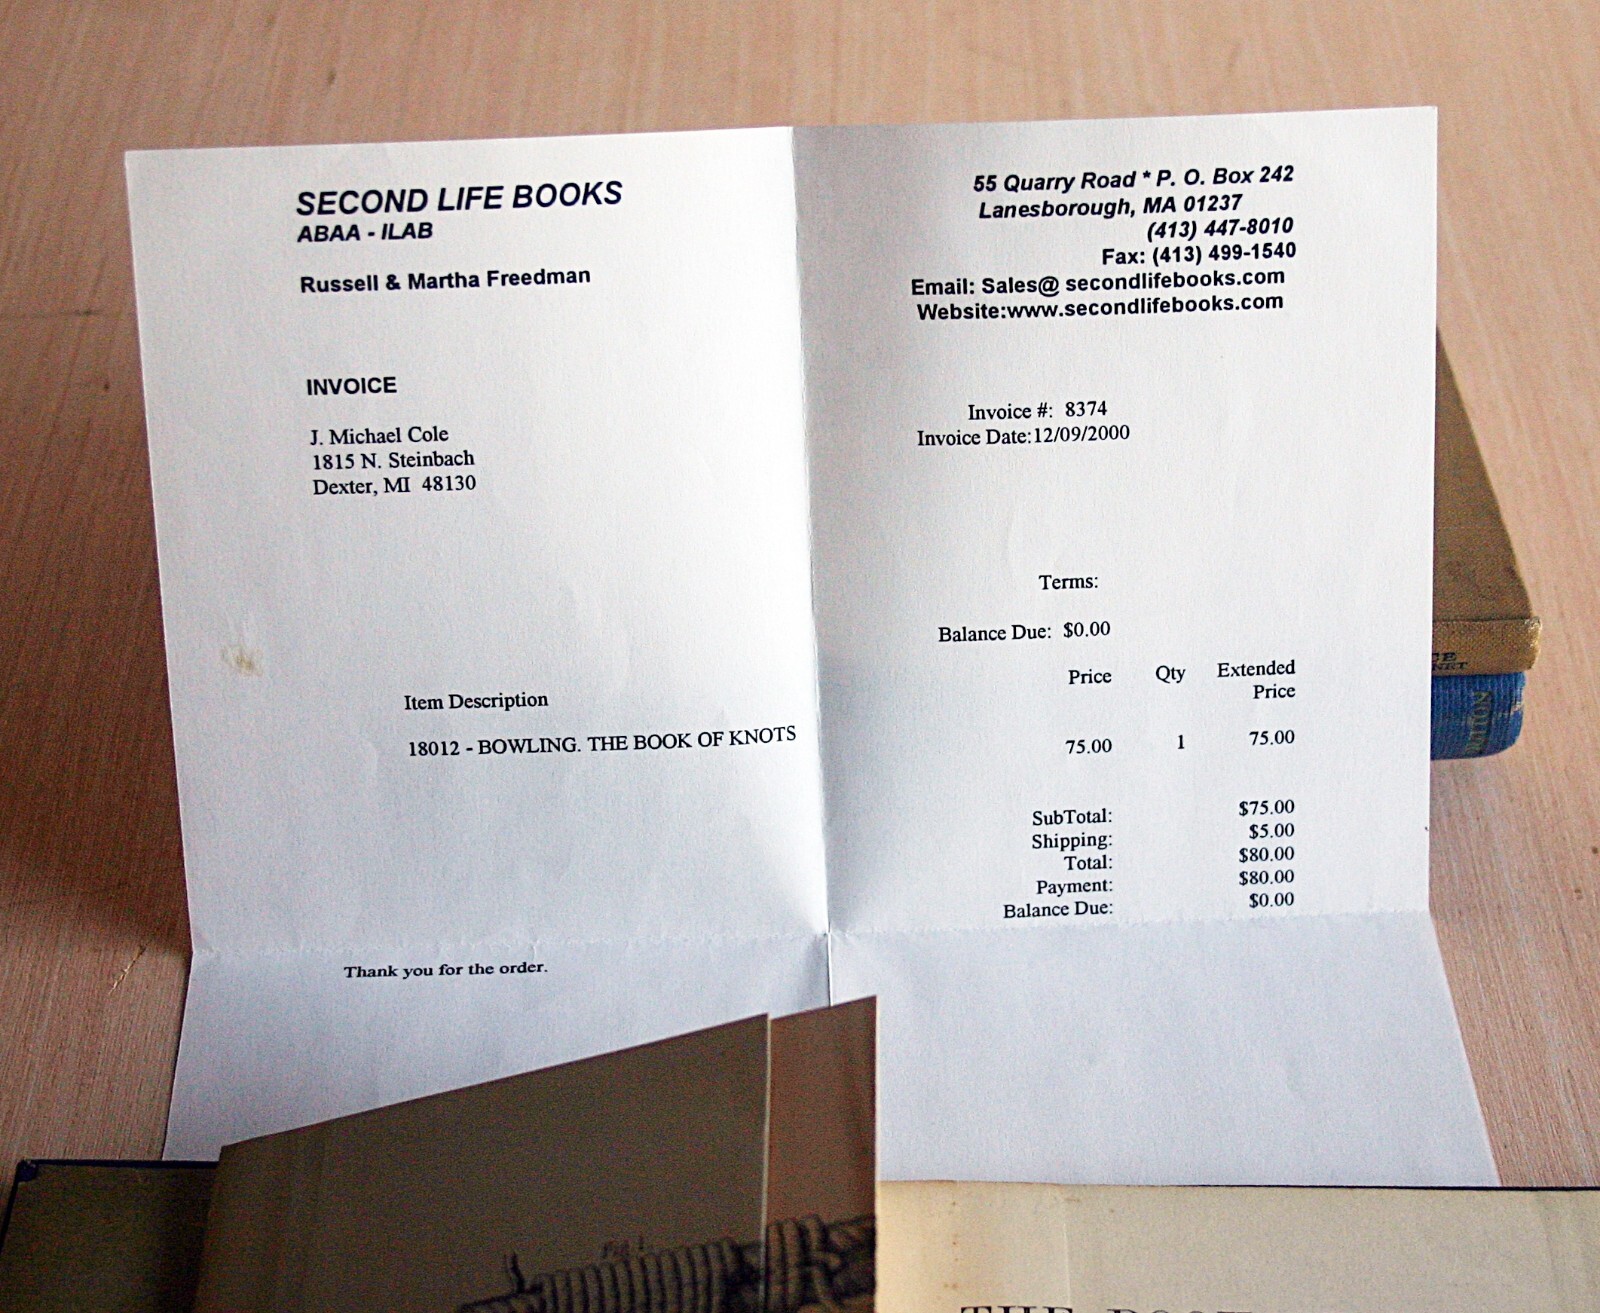 SECOND LIFE BOOKS
ABAA - ILAB
Russell & Martha Freedman
55 Quarry Road * P. O. Box 242
Lanesborough, MA 01237
(413) 447-8010
Fax: (413) 499-1540
Email: Sales@ secondlifebooks.com
Website:www.secondlifebooks.com
INVOICE
J. Michael Cole
1815 N. Steinbach
Dexter, MI 48130
Invoice #: 8374
Invoice Date:12/09/2000
Terms:
Balance Due: $0.00
Item Description Price Qty Extended
Price
18012 - BOWLING. THE BOOK OF KNOTS 75.00 1 75.00
SubTotal: $75.00
Shipping: $5.00
Total: $80.00
Payment: $80.00
Balance Due: $0.00
Thank you for the order.